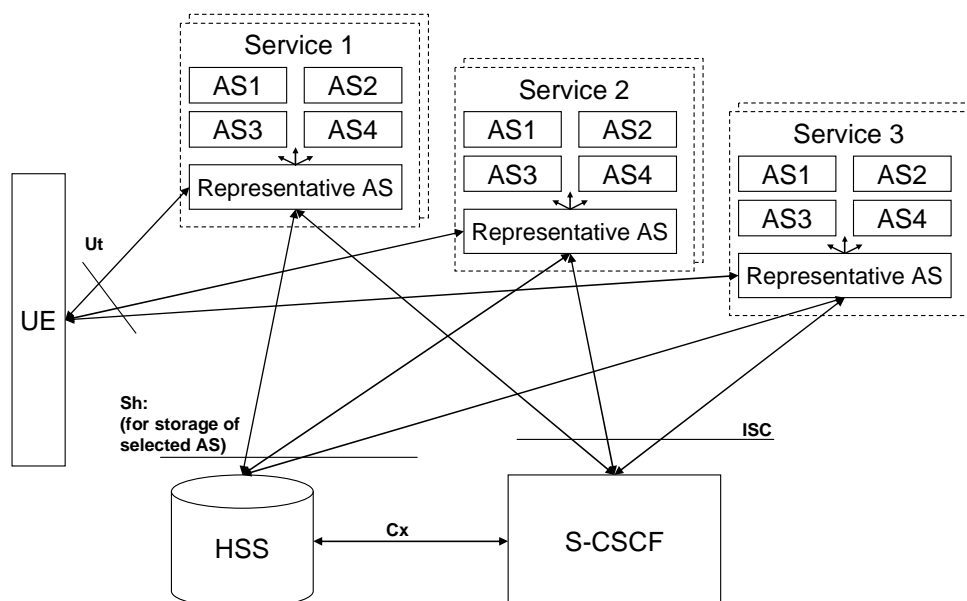 Service 1
AS1
AS2
AS3
AS4
Representative AS
Service 2
AS1
AS2
AS3
AS4
Representative AS
Service 3
AS1
AS2
AS3
AS4
Representative AS
Ut
UE
Sh:
(for storage of
selected AS)
ISC
HSS
Cx
S-CSCF